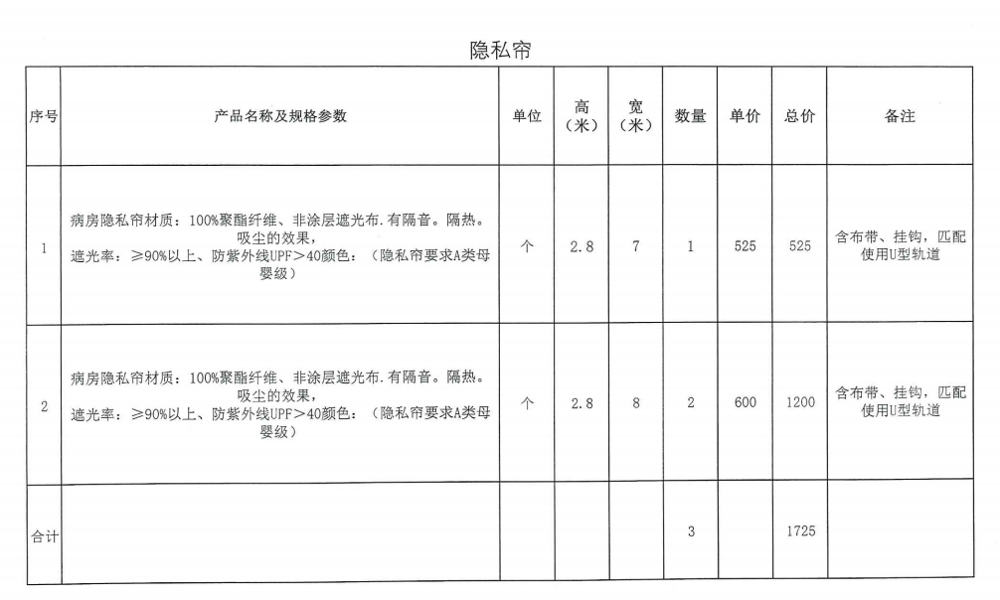 隐私帘
序号 产品名称及规格参数 单位 高（米） 宽（米） 数量 单价 总价 备注
病房隐私帘材质：100%聚酯纤维、非涂层遮光布.有隔音。隔热。
吸尘的效果，
遮光率：≥90%以上、防紫外线UPF＞40颜色：（隐私帘要求A类母
婴级）
1 个 2.8 7 1 525 525
含布带、挂钩，匹配
使用U型轨道
病房隐私帘材质：100%聚酯纤维、非涂层遮光布.有隔音。隔热。
吸尘的效果，
遮光率：≥90%以上、防紫外线UPF＞40颜色：（隐私帘要求A类母
婴级）
2 个 2.8 8 2 600 1200
含布带、挂钩，匹配
使用U型轨道
合计 3 1725